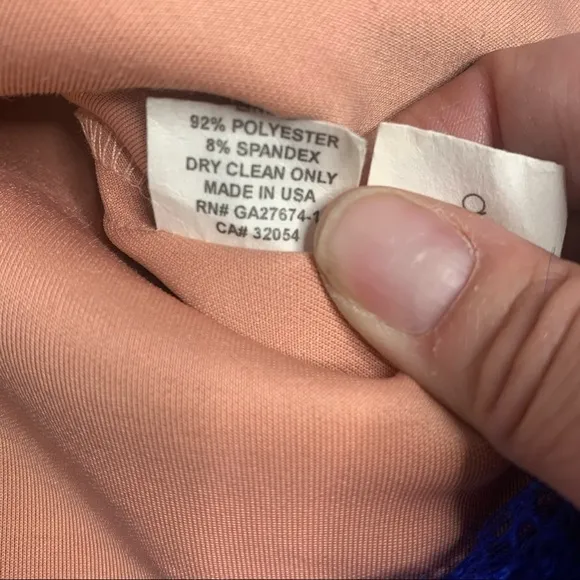 92% POLYESTER
8% SPANDEX
DRY CLEAN ONLY
MADE IN USA
RN# GA27674-1
CA# 32054